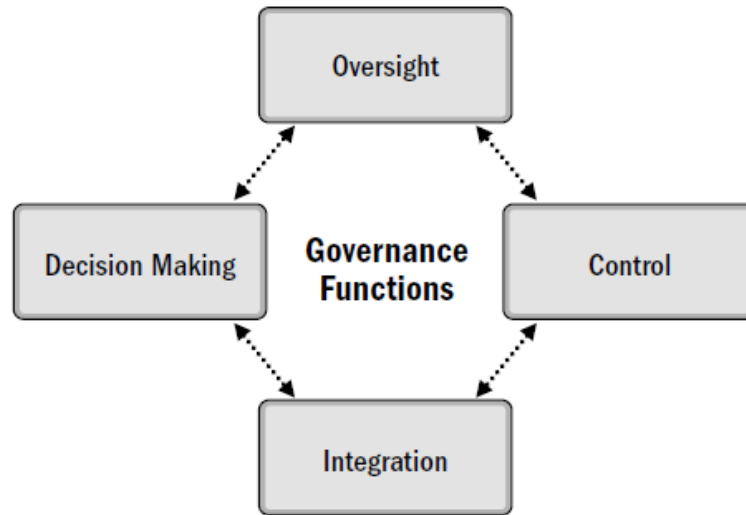 Oversight
Decision Making
Governance
Functions
Control
Integration